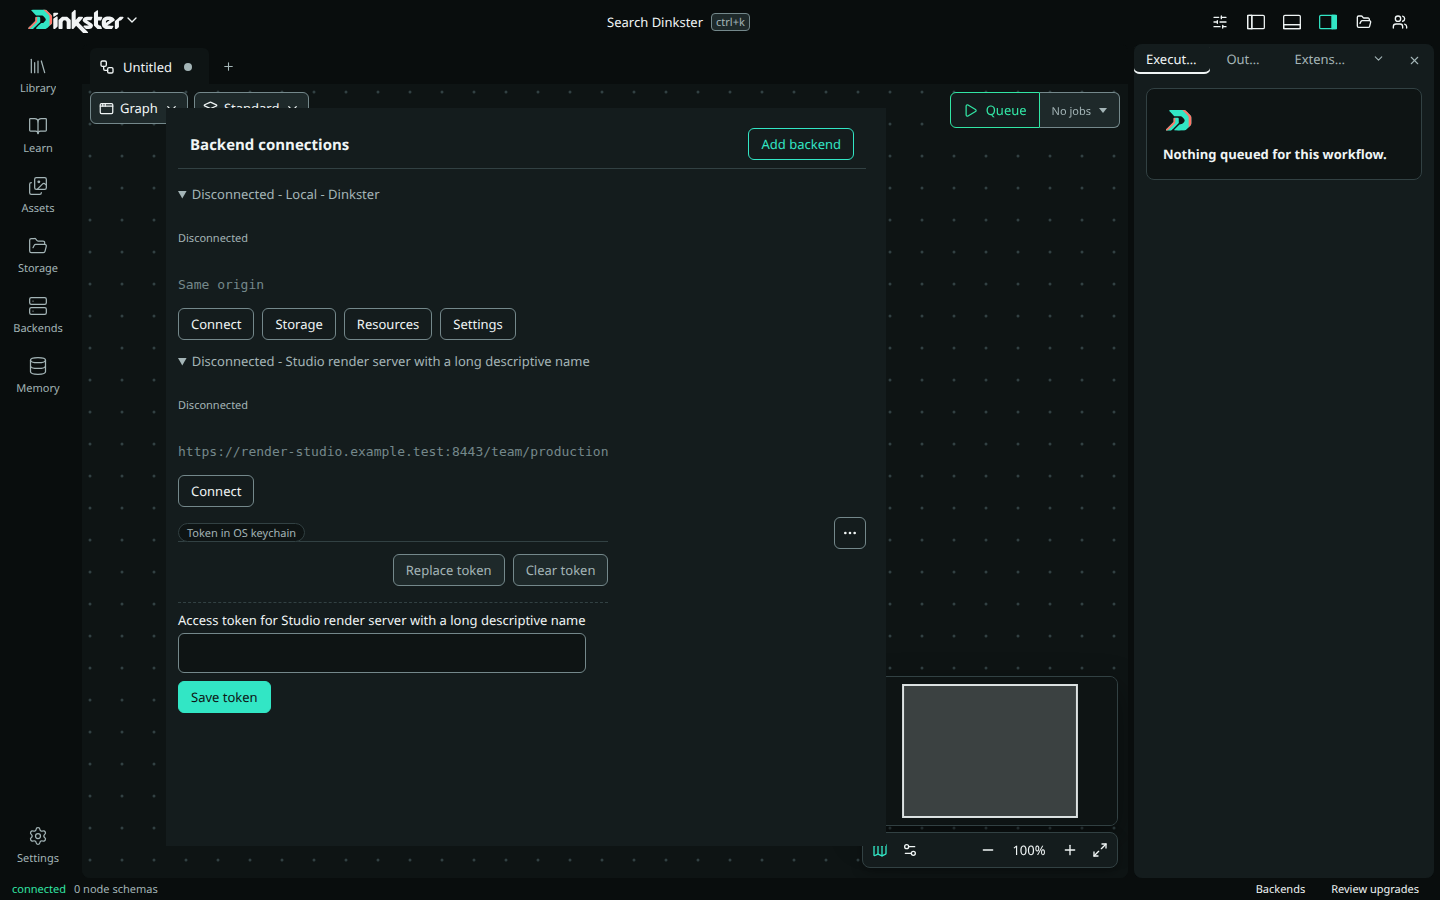 Dinkster
Search Dinkster ctrl+k
Library
Learn
Assets
Storage
Backends
Memory
Settings
Untitled
Graph
Standard
Queue
No jobs
Backend connections
Add backend
Disconnected - Local - Dinkster
Disconnected
Same origin
Connect Storage Resources Settings
Disconnected - Studio render server with a long descriptive name
Disconnected
https://render-studio.example.test:8443/team/production
Connect
Token in OS keychain
Replace token Clear token
Access token for Studio render server with a long descriptive name
Save token
100%
Execut... Out... Extens...
Nothing queued for this workflow.
connected 0 node schemas
Backends Review upgrades